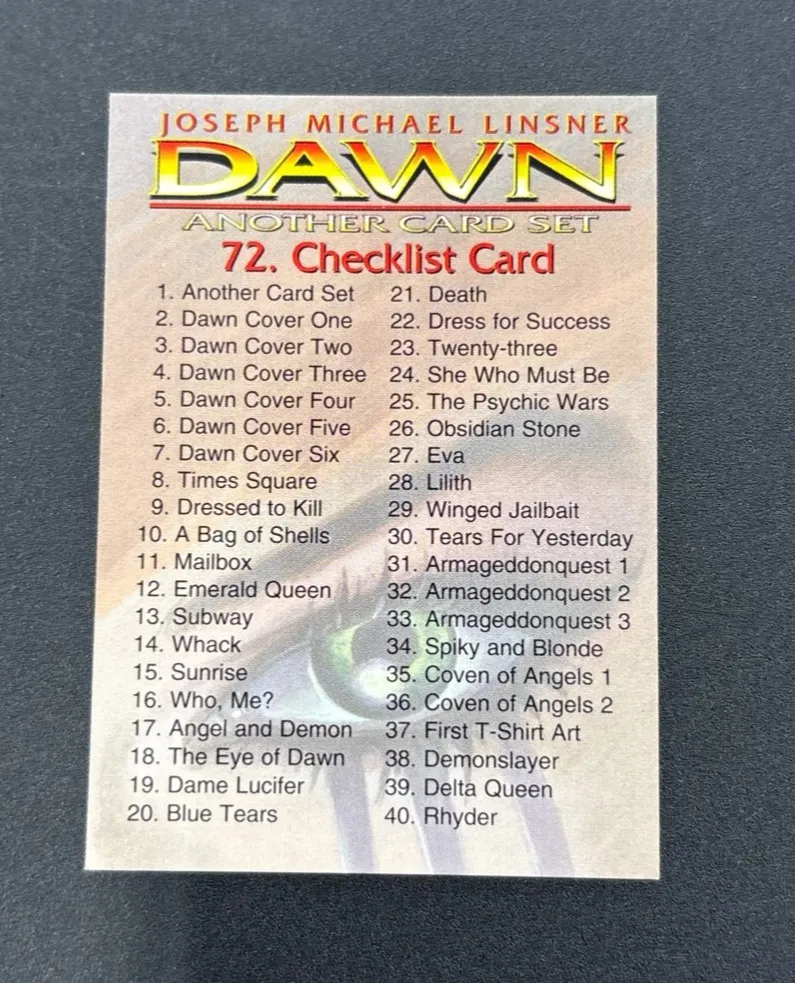 JOSEPH MICHAEL LINSNER
DAWN
ANOTHER CARD SET
72. Checklist Card
1. Another Card Set
2. Dawn Cover One
3. Dawn Cover Two
4. Dawn Cover Three
5. Dawn Cover Four
6. Dawn Cover Five
7. Dawn Cover Six
8. Times Square
9. Dressed to Kill
10. A Bag of Shells
11. Mailbox
12. Emerald Queen
13. Subway
14. Whack
15. Sunrise
16. Who, Me?
17. Angel and Demon
18. The Eye of Dawn
19. Dame Lucifer
20. Blue Tears
21. Death
22. Dress for Success
23. Twenty-three
24. She Who Must Be
25. The Psychic Wars
26. Obsidian Stone
27. Eva
28. Lilith
29. Winged Jailbait
30. Tears For Yesterday
31. Armageddonquest 1
32. Armageddonquest 2
33. Armageddonquest 3
34. Spiky and Blonde
35. Coven of Angels 1
36. Coven of Angels 2
37. First T-Shirt Art
38. Demonslayer
39. Delta Queen
40. Rhyder